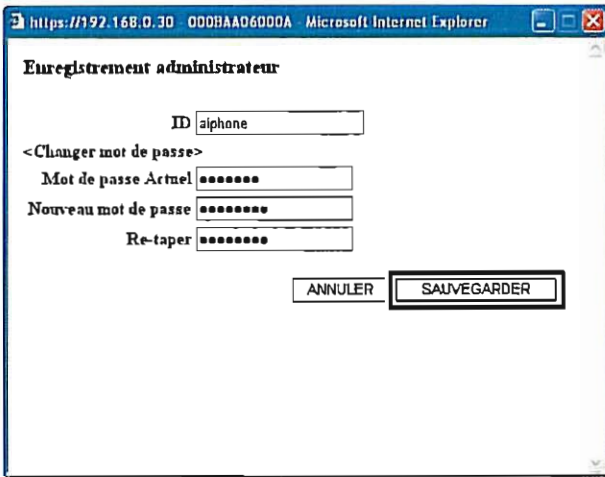 https://192.168.0.30 - 000BAA06000A - Microsoft Internet Explorer
Enregistrement administrateur
ID aiphone
<Changer mot de passe>
Mot de passe Actuel •••••••
Nouveau mot de passe ••••••••
Re-taper ••••••••
ANNULER SAUVEGARDER